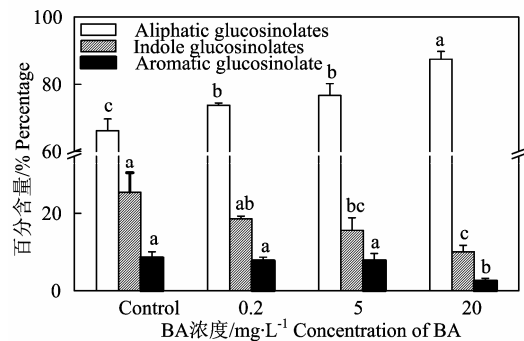 100
80
60
20
0
百分含量/% Percentage
Aliphatic glucosinolates
Indole glucosinolates
Aromatic glucosinolate
c
a
a
b
ab
a
b
bc
a
a
c
b
Control 0.2 5 20
BA浓度/mg·L⁻¹ Concentration of BA